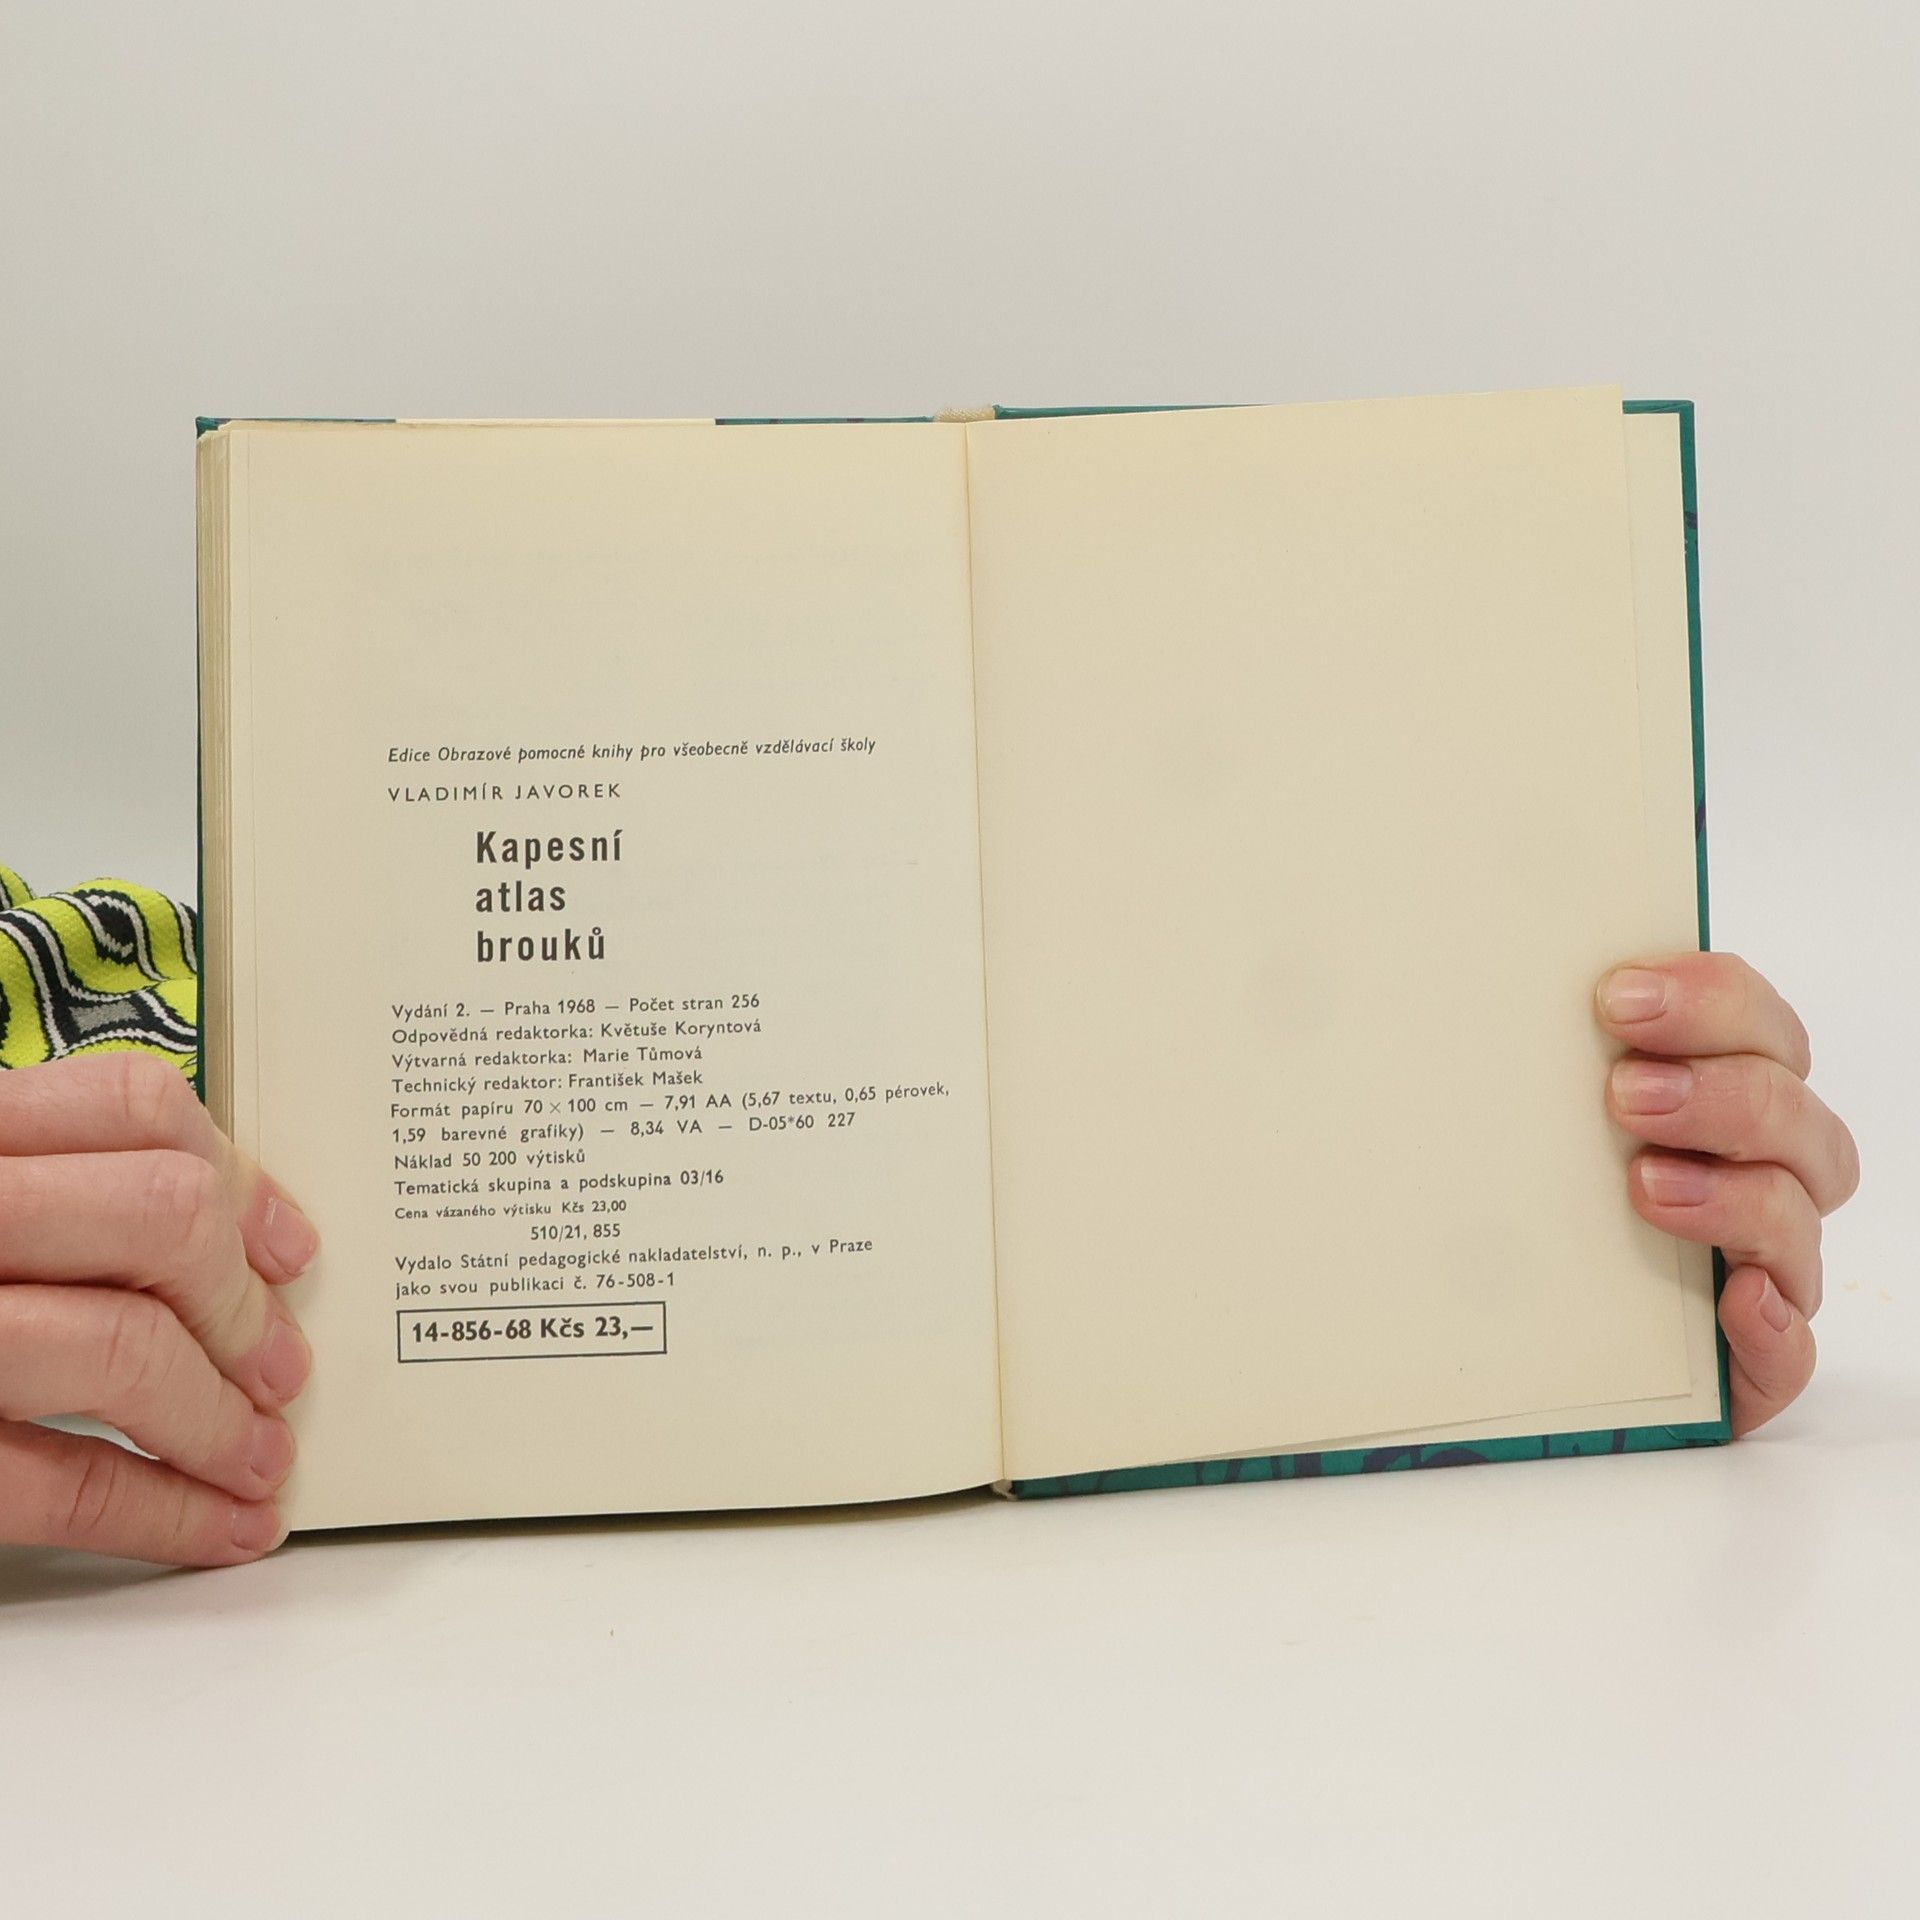 Edice Obrazové pomocné knihy pro všeobecně vzdělávací školy
VLADIMÍR JAVOREK
Kapesní
atlas
brouků
Vydání 2. — Praha 1968 — Počet stran 256
Odpovědná redaktorka: Květuše Koryntová
Výtvarná redaktorka: Marie Tůmová
Technický redaktor: František Mašek
Formát papíru 70 × 100 cm — 7,91 AA (5,67 textu, 0,65 pérovek,
1,59 barevné grafiky) — 8,34 VA — D-05*60 227
Náklad 50 200 výtisků
Tematická skupina a podskupina 03/16
Cena vázaného výtisku Kčs 23,00
510/21, 855
Vydalo Státní pedagogické nakladatelství, n. p., v Praze
jako svou publikaci č. 76-508-1
14-856-68 Kčs 23,—